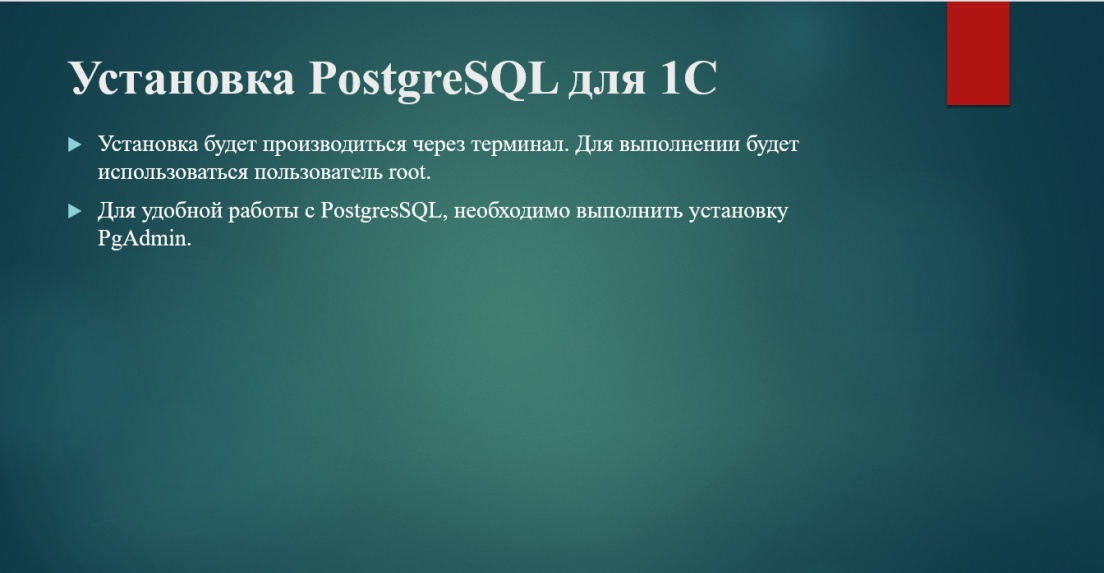 Установка PostgreSQL для 1С
Установка будет производиться через терминал. Для выполнении будет
использоваться пользователь root.
Для удобной работы с PostgresSQL, необходимо выполнить установку
PgAdmin.